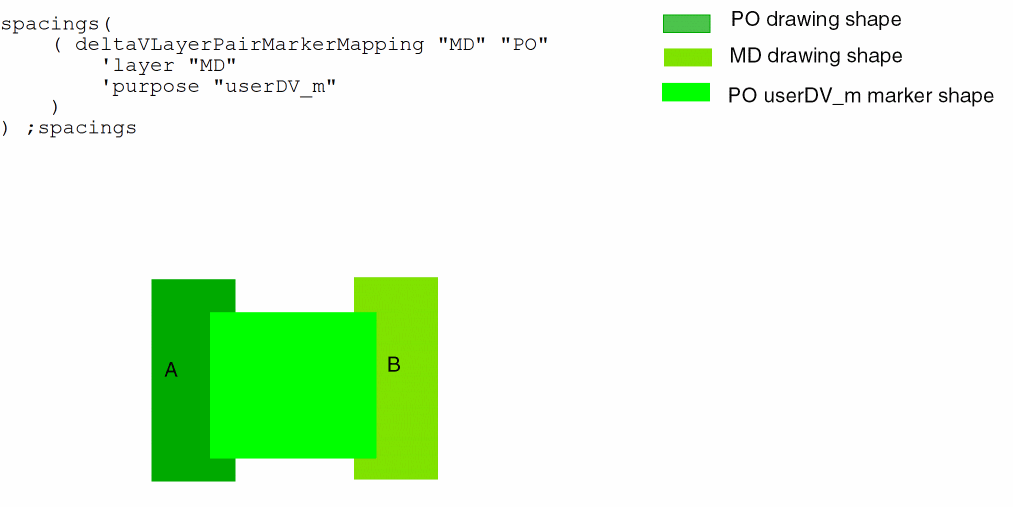 spacings(
    ( deltaVLayerPairMarkerMapping "MD" "PO"
        'layer "MD"
        'purpose "userDV_m"
    )
) ;spacings
PO drawing shape
MD drawing shape
PO userDV_m marker shape
A
B